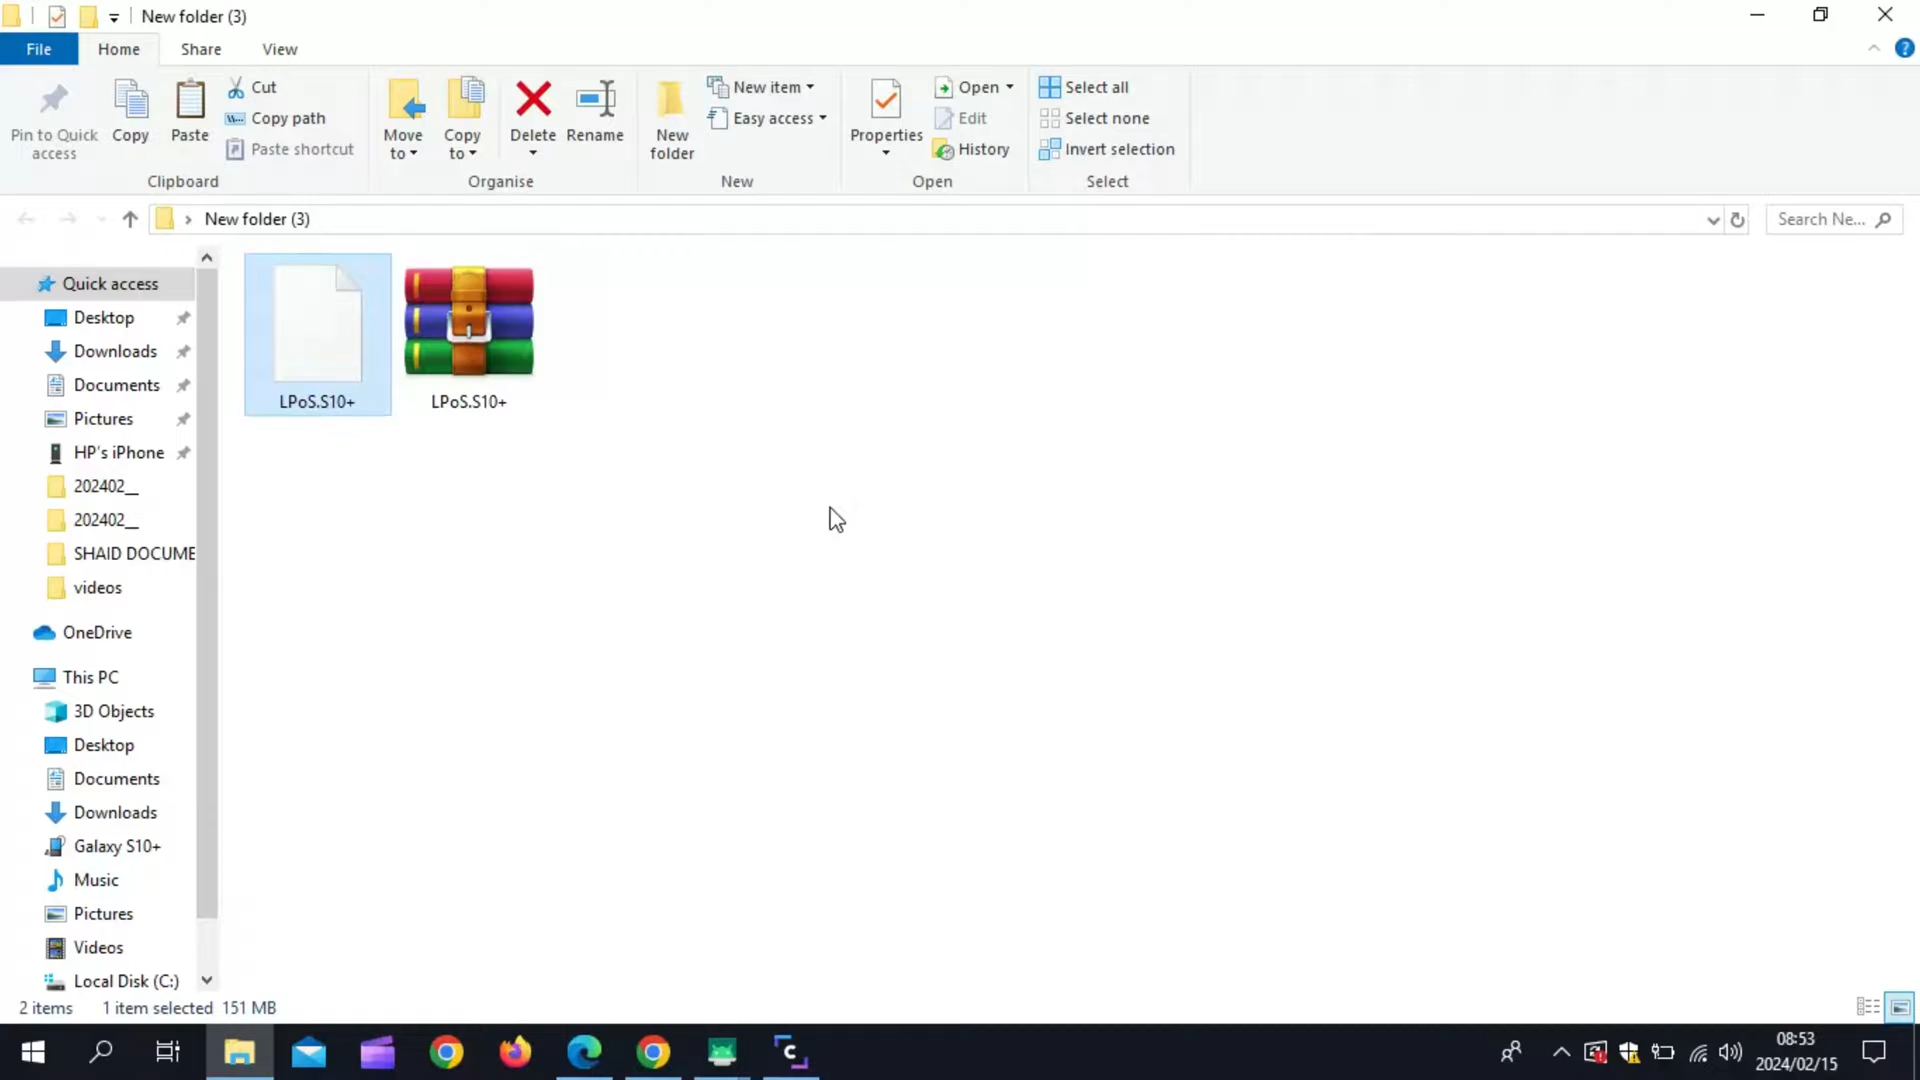 New folder (3)
File
Home
Share
View
Pin to Quick access
Copy
Paste
Cut
Copy path
Paste shortcut
Clipboard
Move to
Copy to
Delete
Rename
Organise
New folder
New item
Easy access
New
Properties
Open
Edit
History
Open
Select all
Select none
Invert selection
Select
New folder (3)
Search Ne...
Quick access
Desktop
Downloads
Documents
Pictures
HP's iPhone
202402__
202402__
SHAID DOCUME
videos
OneDrive
This PC
3D Objects
Desktop
Documents
Downloads
Galaxy S10+
Music
Pictures
Videos
Local Disk (C:)
LPoS.S10+
LPoS.S10+
2 items
1 item selected 151 MB
08:53
2024/02/15